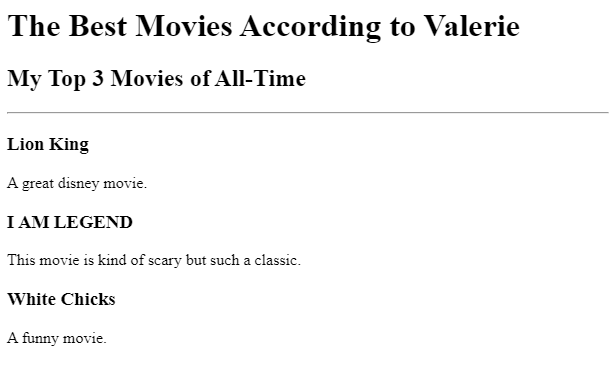 The Best Movies According to Valerie
My Top 3 Movies of All-Time
Lion King
A great disney movie.
I AM LEGEND
This movie is kind of scary but such a classic.
White Chicks
A funny movie.